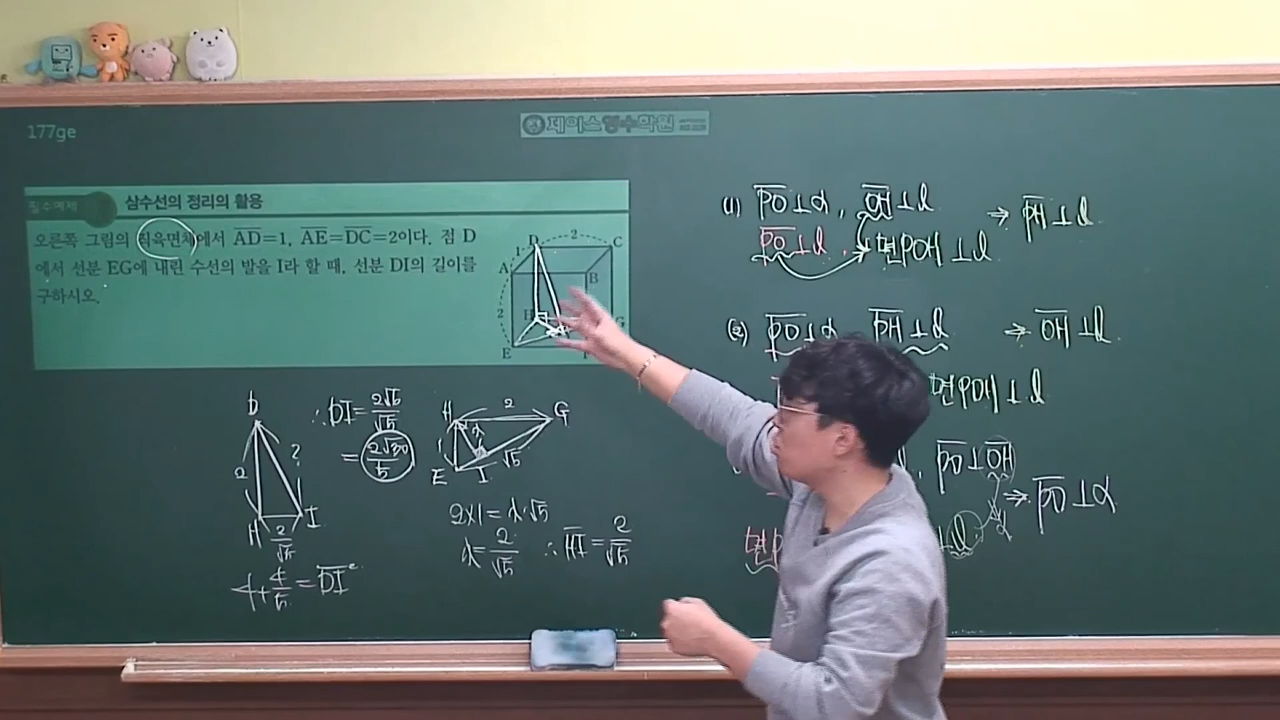 177ge
제이스영수학원
필수예제
삼수선의 정리의 활용
오른쪽 그림의 직육면체에서 AD=1, AE=DC=2이다. 점 D
에서 선분 EG에 내린 수선의 발을 I라 할 때, 선분 DI의 길이를
구하시오.
D 2 C
1
A B
2 H G
E F
(1) PO⊥α, OH⊥l ⇒ PH⊥l
PO⊥l, 면POH⊥l
(2) PO⊥α PH⊥l ⇒ OH⊥l
면POH⊥l
PO⊥OH ⇒ PO⊥α
D
2 ?
H I
2/√5
4+4/5=DI²
∴DI=2√6/√5
=2√30/5
H 2 G
1 x
E I √5
2×1=x·√5
x=2/√5 ∴HI=2/√5